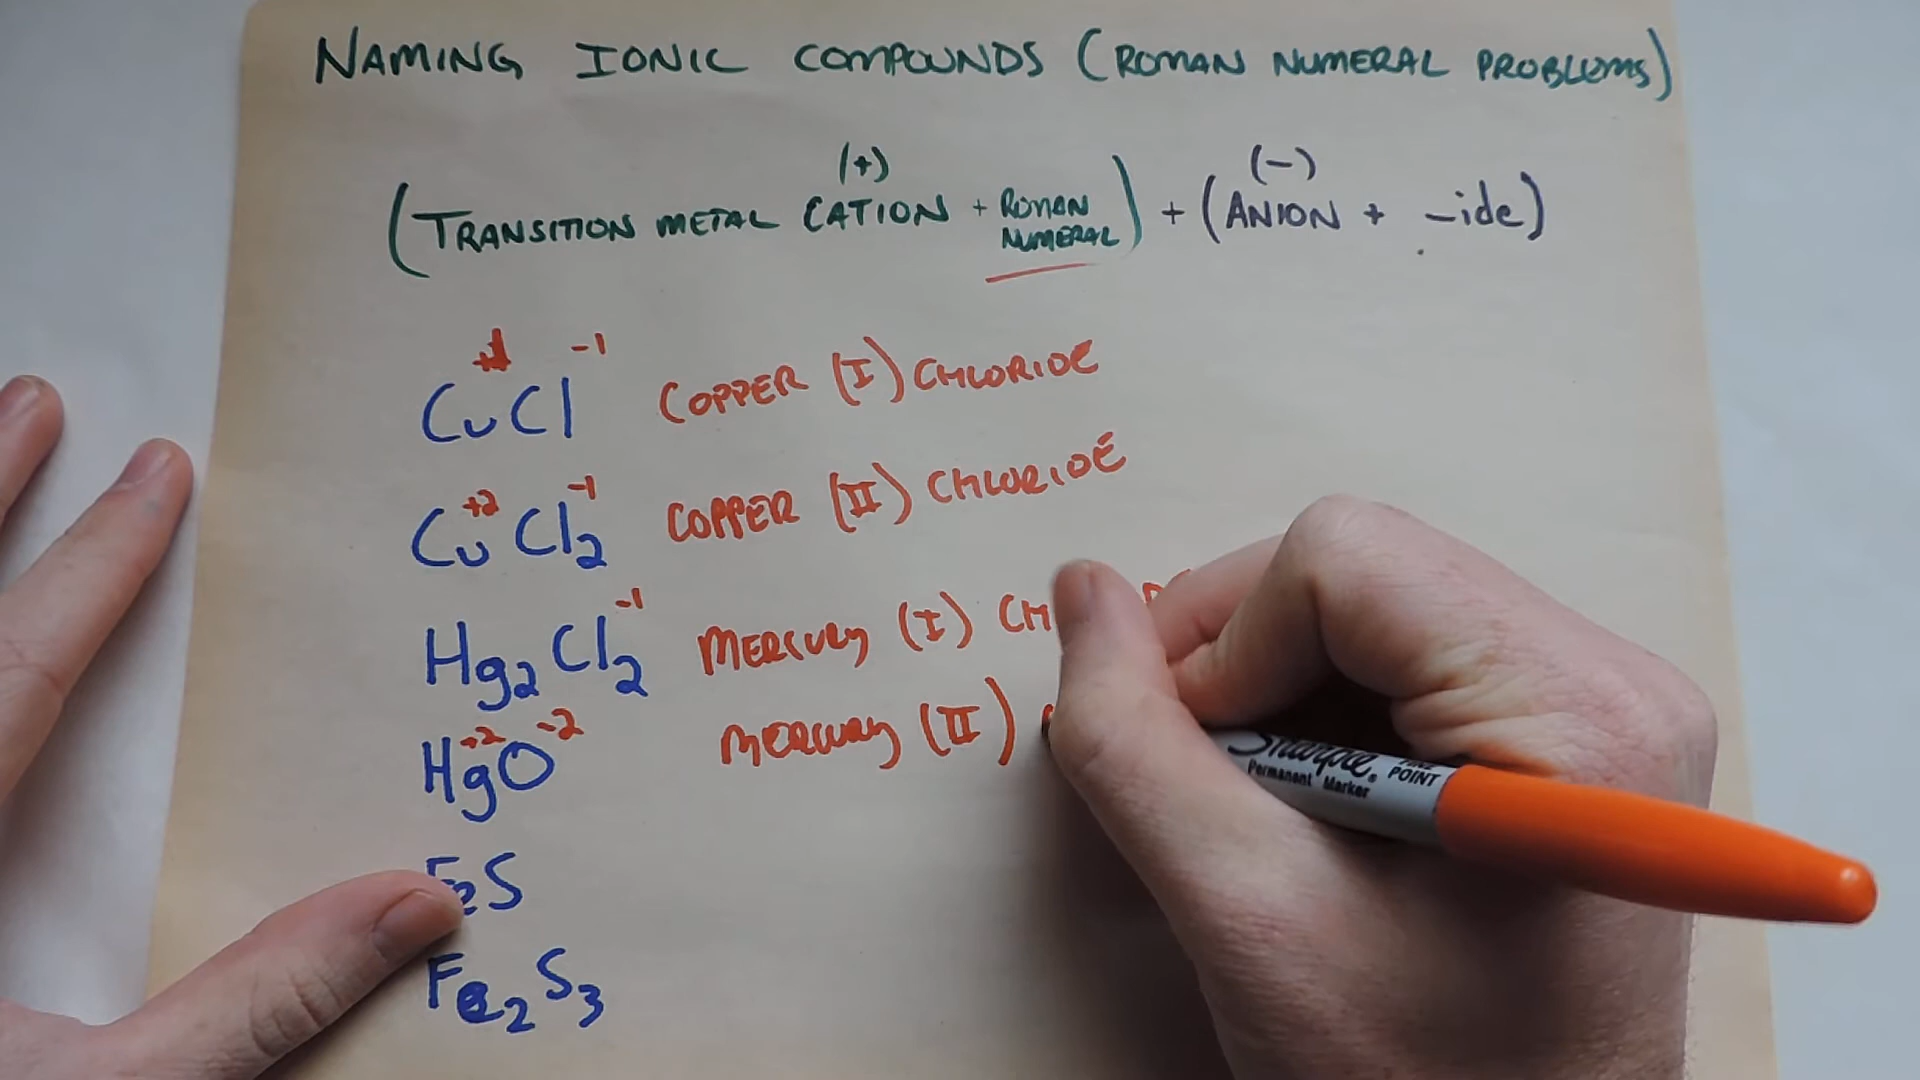 NAMING IONIC COMPOUNDS (ROMAN NUMERAL PROBLEMS)
(+) (-)
(TRANSITION METAL CATION + ROMAN NUMERAL) + (ANION + -ide)
+1 -1
CuCl COPPER (I) CHLORIDE
+2 -1
CuCl2 COPPER (II) CHLORIDE
-1
Hg2Cl2 MERCURY (I)
+2 -2
HgO MERCURY (II)
FeS
Fe2S3
Sharpie FINE POINT
Permanent Marker